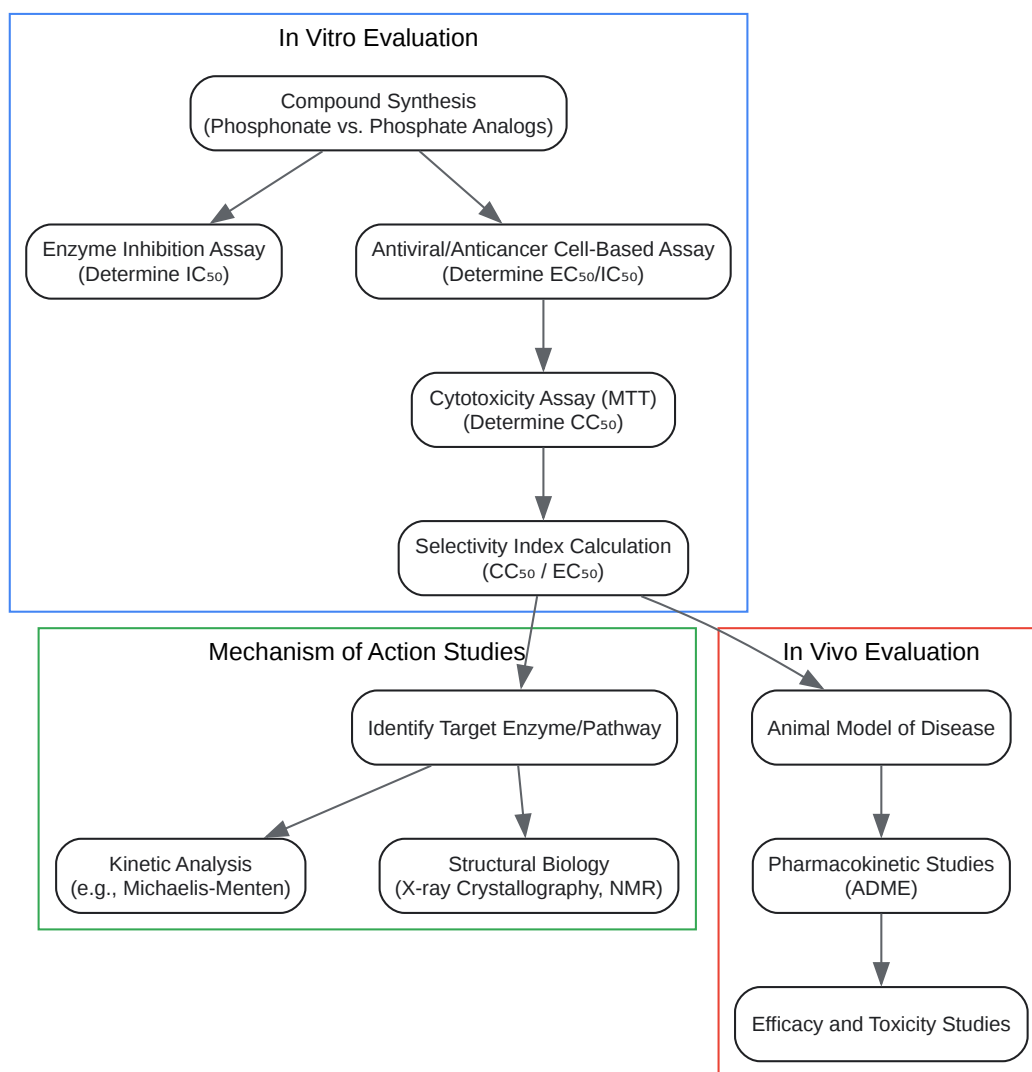 In Vitro Evaluation
Compound Synthesis
(Phosphonate vs. Phosphate Analogs)
Enzyme Inhibition Assay
(Determine IC₅₀)
Antiviral/Anticancer Cell-Based Assay
(Determine EC₅₀/IC₅₀)
Cytotoxicity Assay (MTT)
(Determine CC₅₀)
Selectivity Index Calculation
(CC₅₀ / EC₅₀)
Mechanism of Action Studies
Identify Target Enzyme/Pathway
Kinetic Analysis
(e.g., Michaelis-Menten)
Structural Biology
(X-ray Crystallography, NMR)
In Vivo Evaluation
Animal Model of Disease
Pharmacokinetic Studies
(ADME)
Efficacy and Toxicity Studies